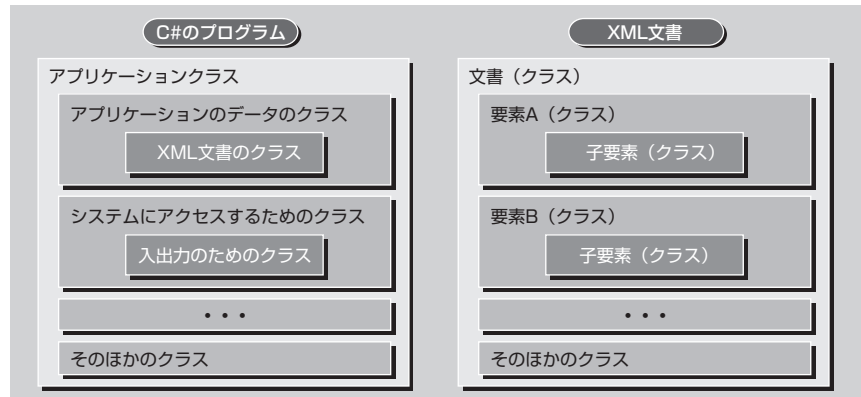 C#のプログラム
アプリケーションクラス
アプリケーションのデータのクラス
XML文書のクラス
システムにアクセスするためのクラス
入出力のためのクラス
・・・
そのほかのクラス
XML文書
文書（クラス）
要素A（クラス）
子要素（クラス）
要素B（クラス）
子要素（クラス）
・・・
そのほかのクラス